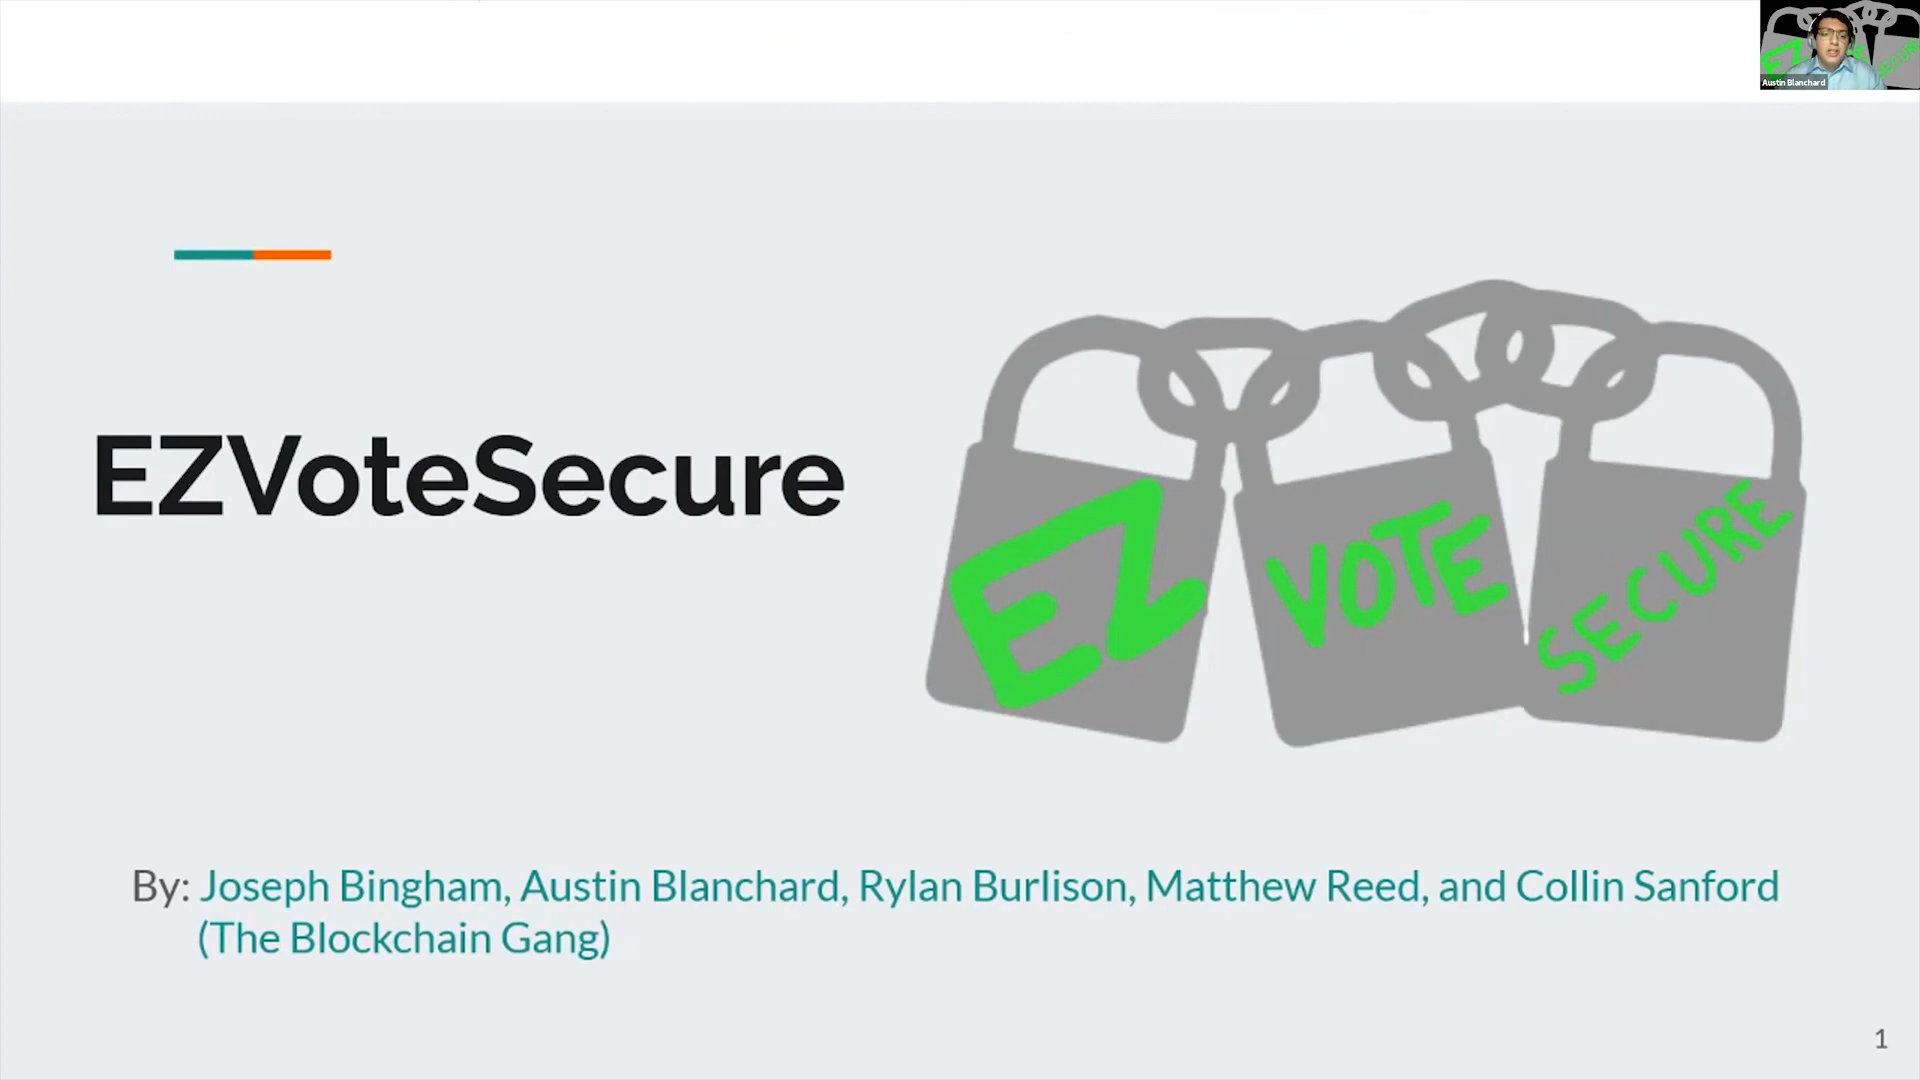 Austin Blanchard
EZVoteSecure
EZ
VOTE
SECURE
By: Joseph Bingham, Austin Blanchard, Rylan Burlison, Matthew Reed, and Collin Sanford
(The Blockchain Gang)
1